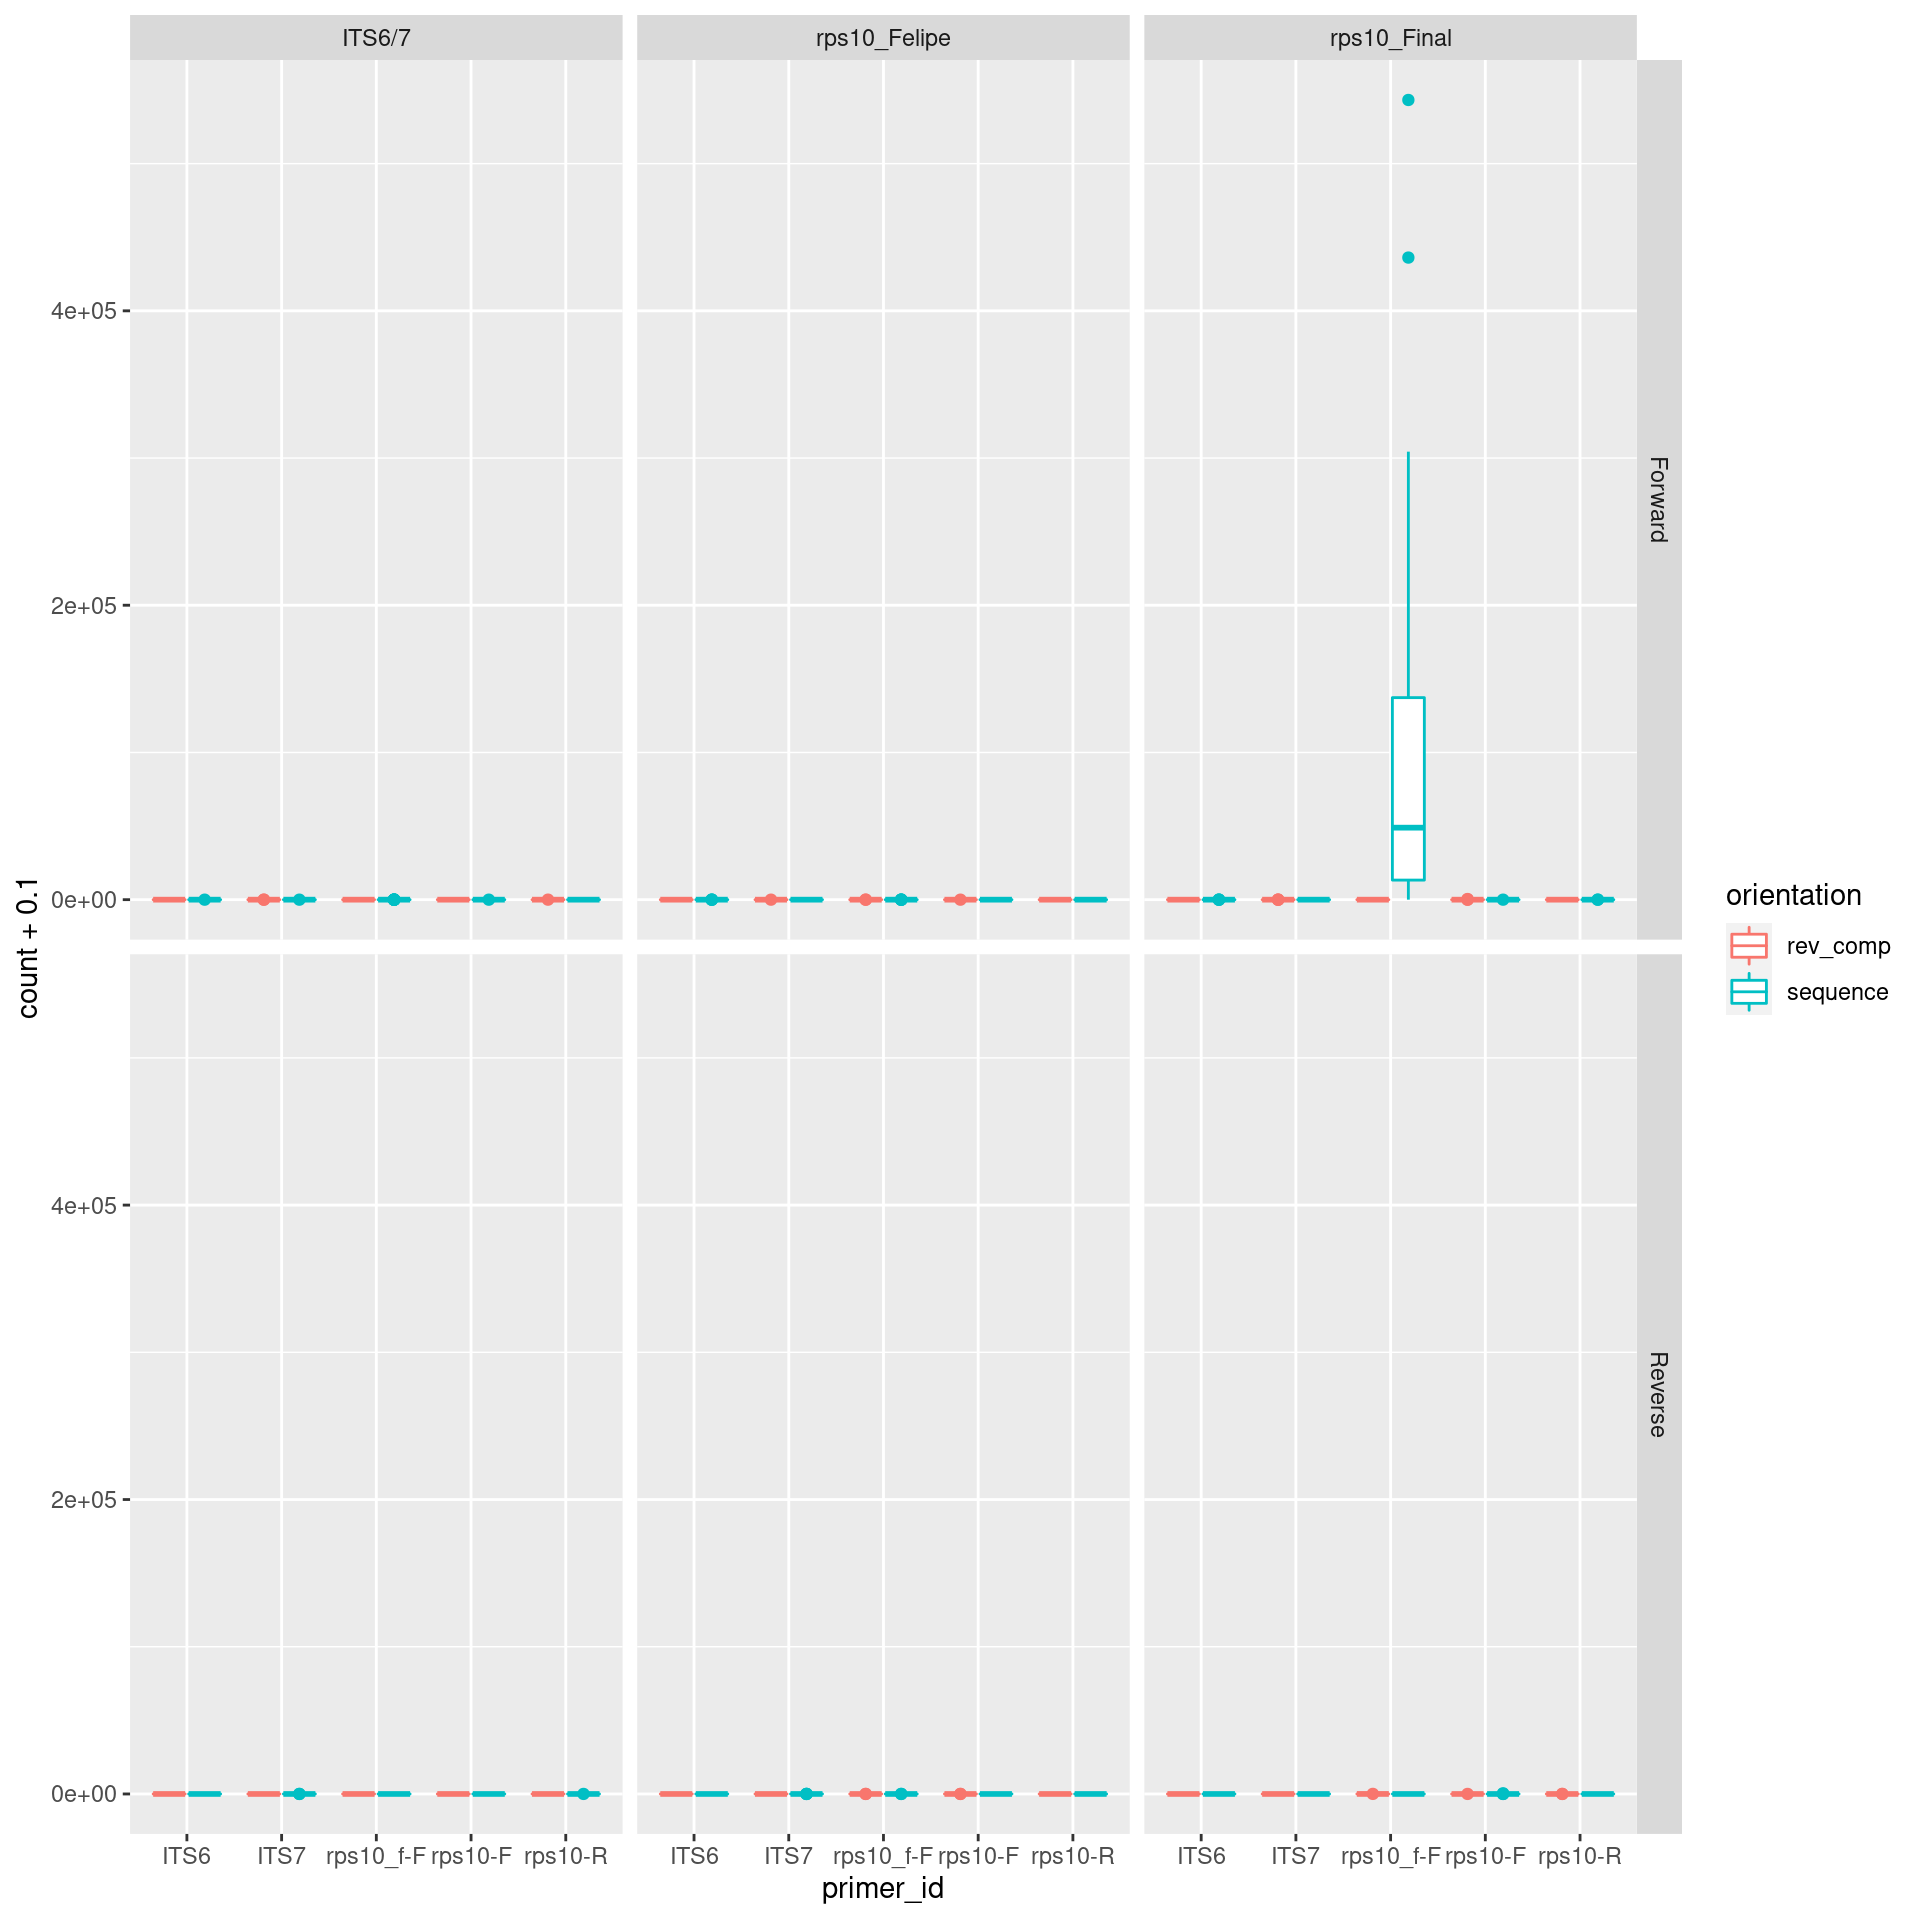 ITS6/7 rps10_Felipe rps10_Final
4e+05
2e+05
0e+00
Forward
4e+05
2e+05
0e+00
Reverse
ITS6 ITS7 rps10_f-F rps10-F rps10-R ITS6 ITS7 rps10_f-F rps10-F rps10-R ITS6 ITS7 rps10_f-F rps10-F rps10-R
primer_id
count + 0.1
orientation
rev_comp
sequence